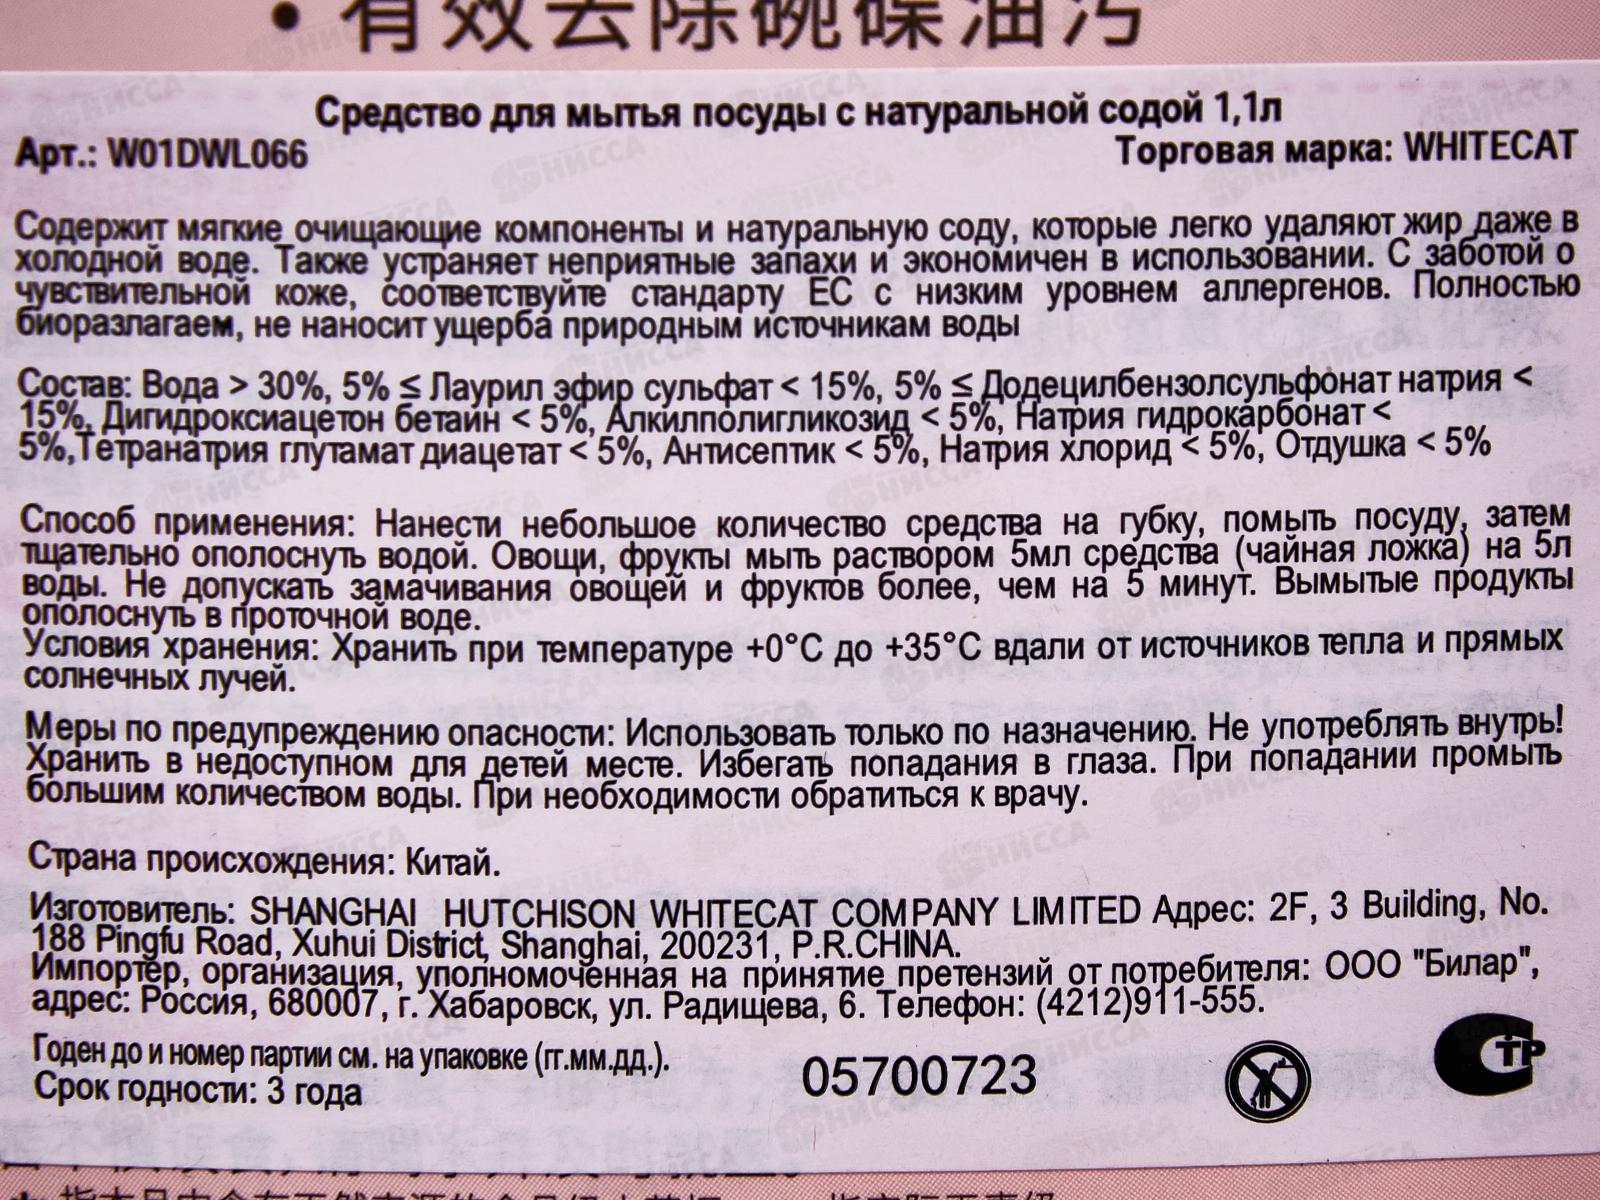 • 有效去除碗碟油污
Средство для мытья посуды с натуральной содой 1,1л
Арт.: W01DWL066 Торговая марка: WHITECAT
Содержит мягкие очищающие компоненты и натуральную соду, которые легко удаляют жир даже в
холодной воде. Также устраняет неприятные запахи и экономичен в использовании. С заботой о
чувствительной коже, соответствуйте стандарту ЕС с низким уровнем аллергенов. Полностью
биоразлагаем, не наносит ущерба природным источникам воды
Состав: Вода > 30%, 5% ≤ Лаурил эфир сульфат < 15%, 5% ≤ Додецилбензолсульфонат натрия <
15%, Дигидроксиацетон бетаин < 5%, Алкилполигликозид < 5%, Натрия гидрокарбонат <
5%,Тетранатрия глутамат диацетат < 5%, Антисептик < 5%, Натрия хлорид < 5%, Отдушка < 5%
Способ применения: Нанести небольшое количество средства на губку, помыть посуду, затем
тщательно ополоснуть водой. Овощи, фрукты мыть раствором 5мл средства (чайная ложка) на 5л
воды. Не допускать замачивания овощей и фруктов более, чем на 5 минут. Вымытые продукты
ополоснуть в проточной воде.
Условия хранения: Хранить при температуре +0°С до +35°С вдали от источников тепла и прямых
солнечных лучей.
Меры по предупреждению опасности: Использовать только по назначению. Не употреблять внутрь!
Хранить в недоступном для детей месте. Избегать попадания в глаза. При попадании промыть
большим количеством воды. При необходимости обратиться к врачу.
Страна происхождения: Китай.
Изготовитель: SHANGHAI HUTCHISON WHITECAT COMPANY LIMITED Адрес: 2F, 3 Building, No.
188 Pingfu Road, Xuhui District, Shanghai, 200231, P.R.CHINA.
Импортёр, организация, уполномоченная на принятие претензий от потребителя: ООО "Билар",
адрес: Россия, 680007, г. Хабаровск, ул. Радищева, 6. Телефон: (4212)911-555.
Годен до и номер партии см. на упаковке (гг.мм.дд.).
Срок годности: 3 года
05700723
СТР